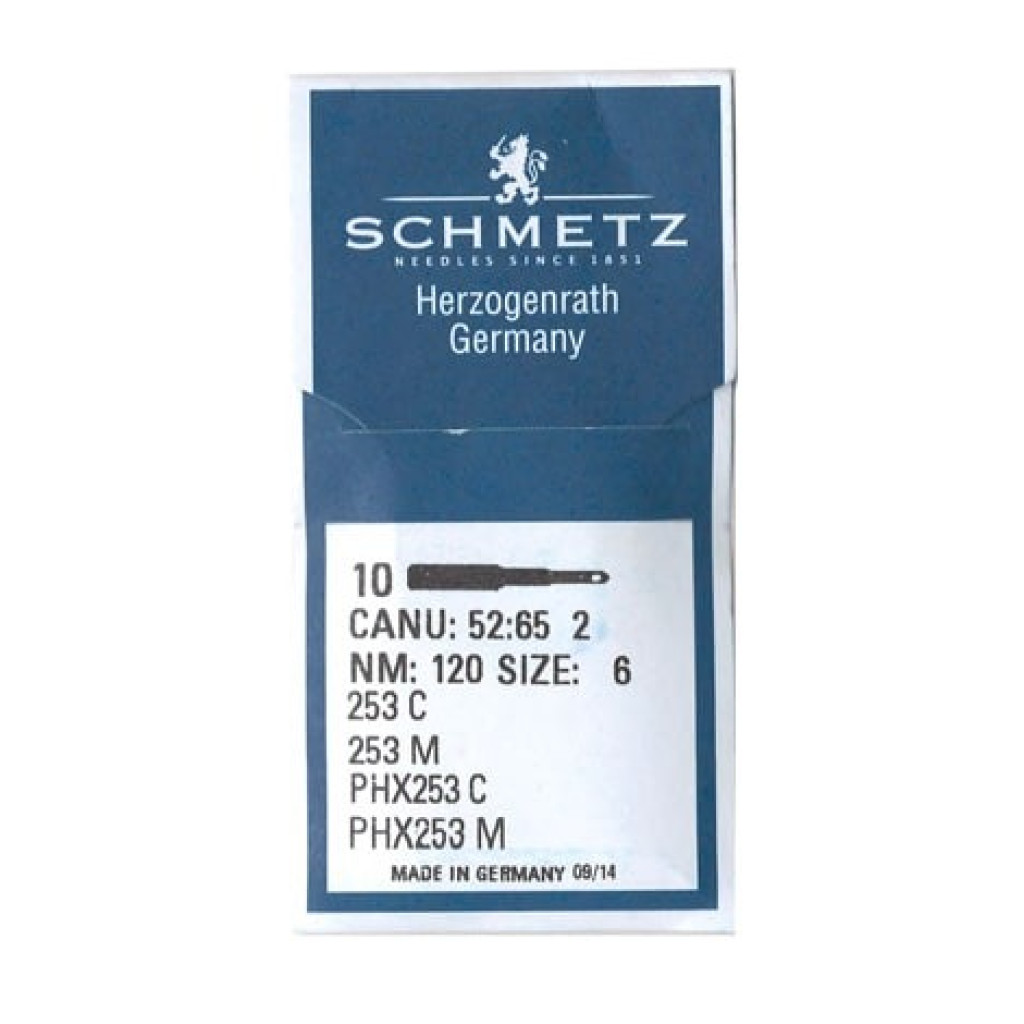 SCHMETZ
NEEDLES SINCE 1851
Herzogenrath
Germany
10
CANU: 52:65 2
NM: 120 SIZE: 6
253 C
253 M
PHX253 C
PHX253 M
MADE IN GERMANY 09/14